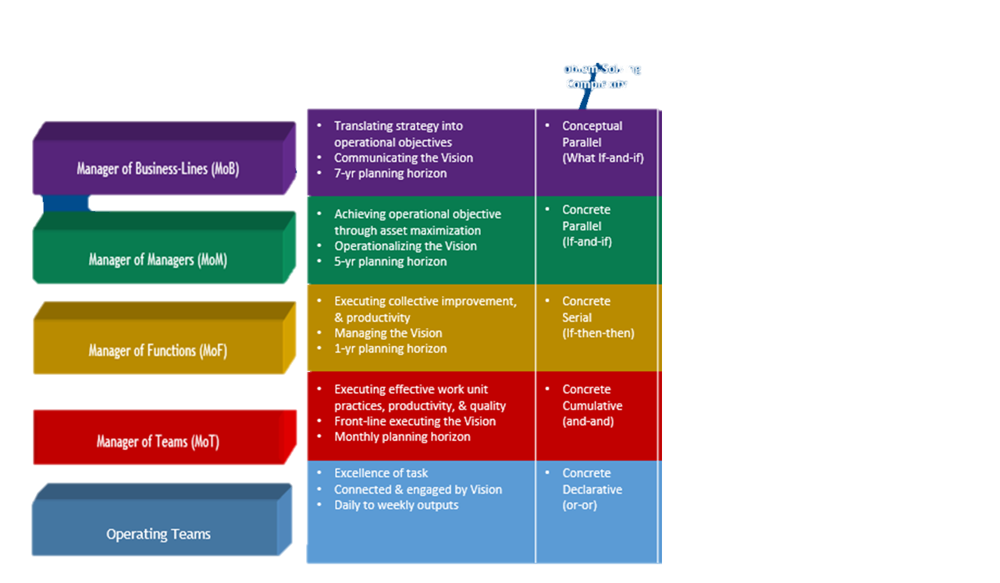 Manager of Business-Lines (MoB)
• Translating strategy into
operational objectives
• Communicating the Vision
• 7-yr planning horizon
• Conceptual
Parallel
(What If-and-if)
Manager of Managers (MoM)
• Achieving operational objective
through asset maximization
• Operationalizing the Vision
• 5-yr planning horizon
• Concrete
Parallel
(If-and-if)
Manager of Functions (MoF)
• Executing collective improvement,
& productivity
• Managing the Vision
• 1-yr planning horizon
• Concrete
Serial
(If-then-then)
Manager of Teams (MoT)
• Executing effective work unit
practices, productivity, & quality
• Front-line executing the Vision
• Monthly planning horizon
• Concrete
Cumulative
(and-and)
Operating Teams
• Excellence of task
• Connected & engaged by Vision
• Daily to weekly outputs
• Concrete
Declarative
(or-or)